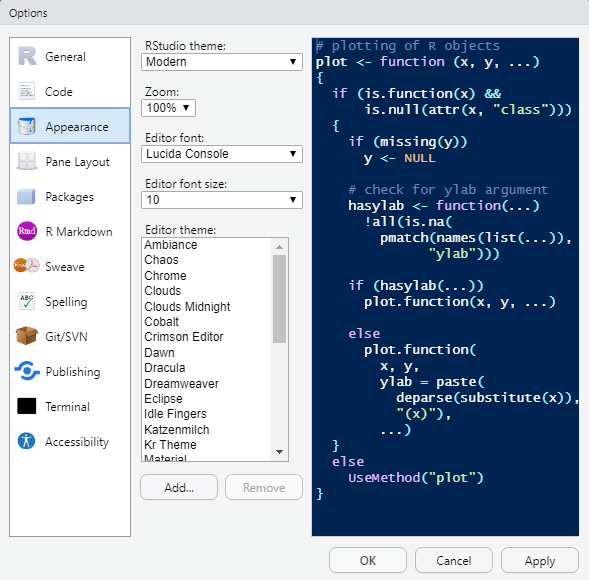 Options
General
Code
Appearance
Pane Layout
Packages
R Markdown
Sweave
Spelling
Git/SVN
Publishing
Terminal
Accessibility
R
Rmd
Rnw
ABC
RStudio theme:
Modern
Zoom:
100%
Editor font:
Lucida Console
Editor font size:
10
Editor theme:
Ambiance
Chaos
Chrome
Clouds
Clouds Midnight
Cobalt
Crimson Editor
Dawn
Dracula
Dreamweaver
Eclipse
Idle Fingers
Katzenmilch
Kr Theme
Material
Add...
Remove
# plotting of R objects
plot <- function (x, y, ...)
{
  if (is.function(x) &&
      is.null(attr(x, "class")))
  {
    if (missing(y))
      y <- NULL
    # check for ylab argument
    hasylab <- function(...)
      !all(is.na(
        pmatch(names(list(...)),
              "ylab")))
    if (hasylab(...))
      plot.function(x, y, ...)
    else
      plot.function(
        x, y,
        ylab = paste(
          deparse(substitute(x)),
          "(x)"),
        ...)
  }
  else
    UseMethod("plot")
}
OK
Cancel
Apply